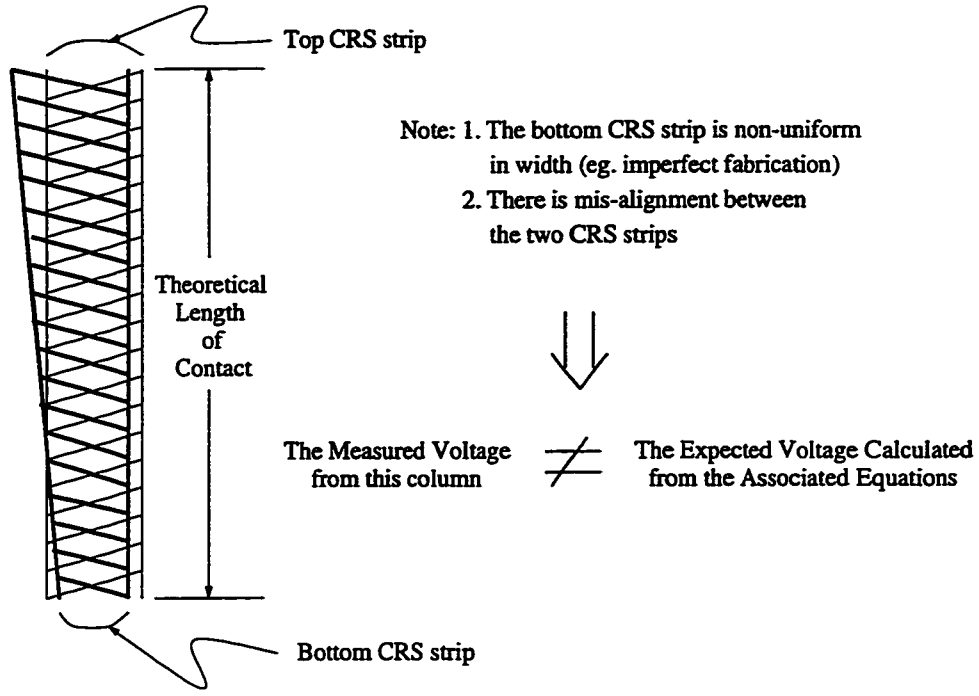 Top CRS strip
Note: 1. The bottom CRS strip is non-uniform
in width (eg. imperfect fabrication)
2. There is mis-alignment between
the two CRS strips
Theoretical
Length
of
Contact
The Measured Voltage
from this column
≠
The Expected Voltage Calculated
from the Associated Equations
Bottom CRS strip